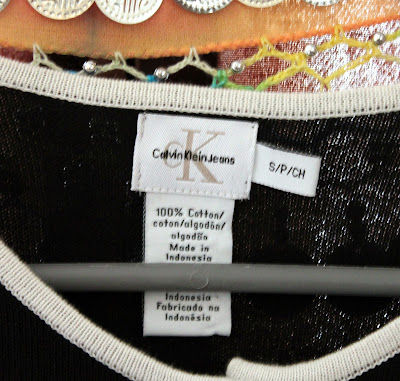 cK
Calvin Klein Jeans
S/P/CH
100% Cotton/
coton/algodón/
algodão
Made in
Indonesia
Indonesia
Fabricado na
Indonésia